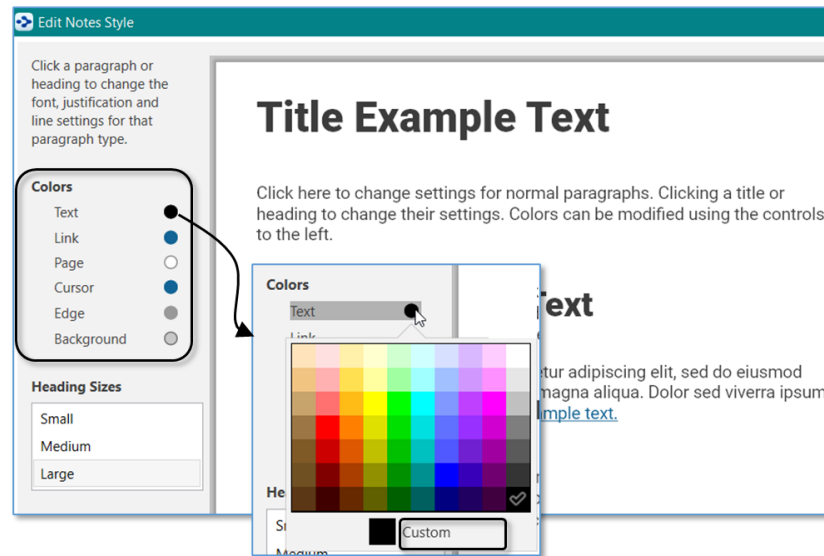 Edit Notes Style
Click a paragraph or
heading to change the
font, justification and
line settings for that
paragraph type.
Colors
Text
Link
Page
Cursor
Edge
Background
Heading Sizes
Small
Medium
Large
Title Example Text
Click here to change settings for normal paragraphs. Clicking a title or
heading to change their settings. Colors can be modified using the controls
to the left.
Colors
Text
Link
Custom
Medium
Text
adipiscing elit, sed do eiusmod
magna aliqua. Dolor sed viverra ipsum
text.